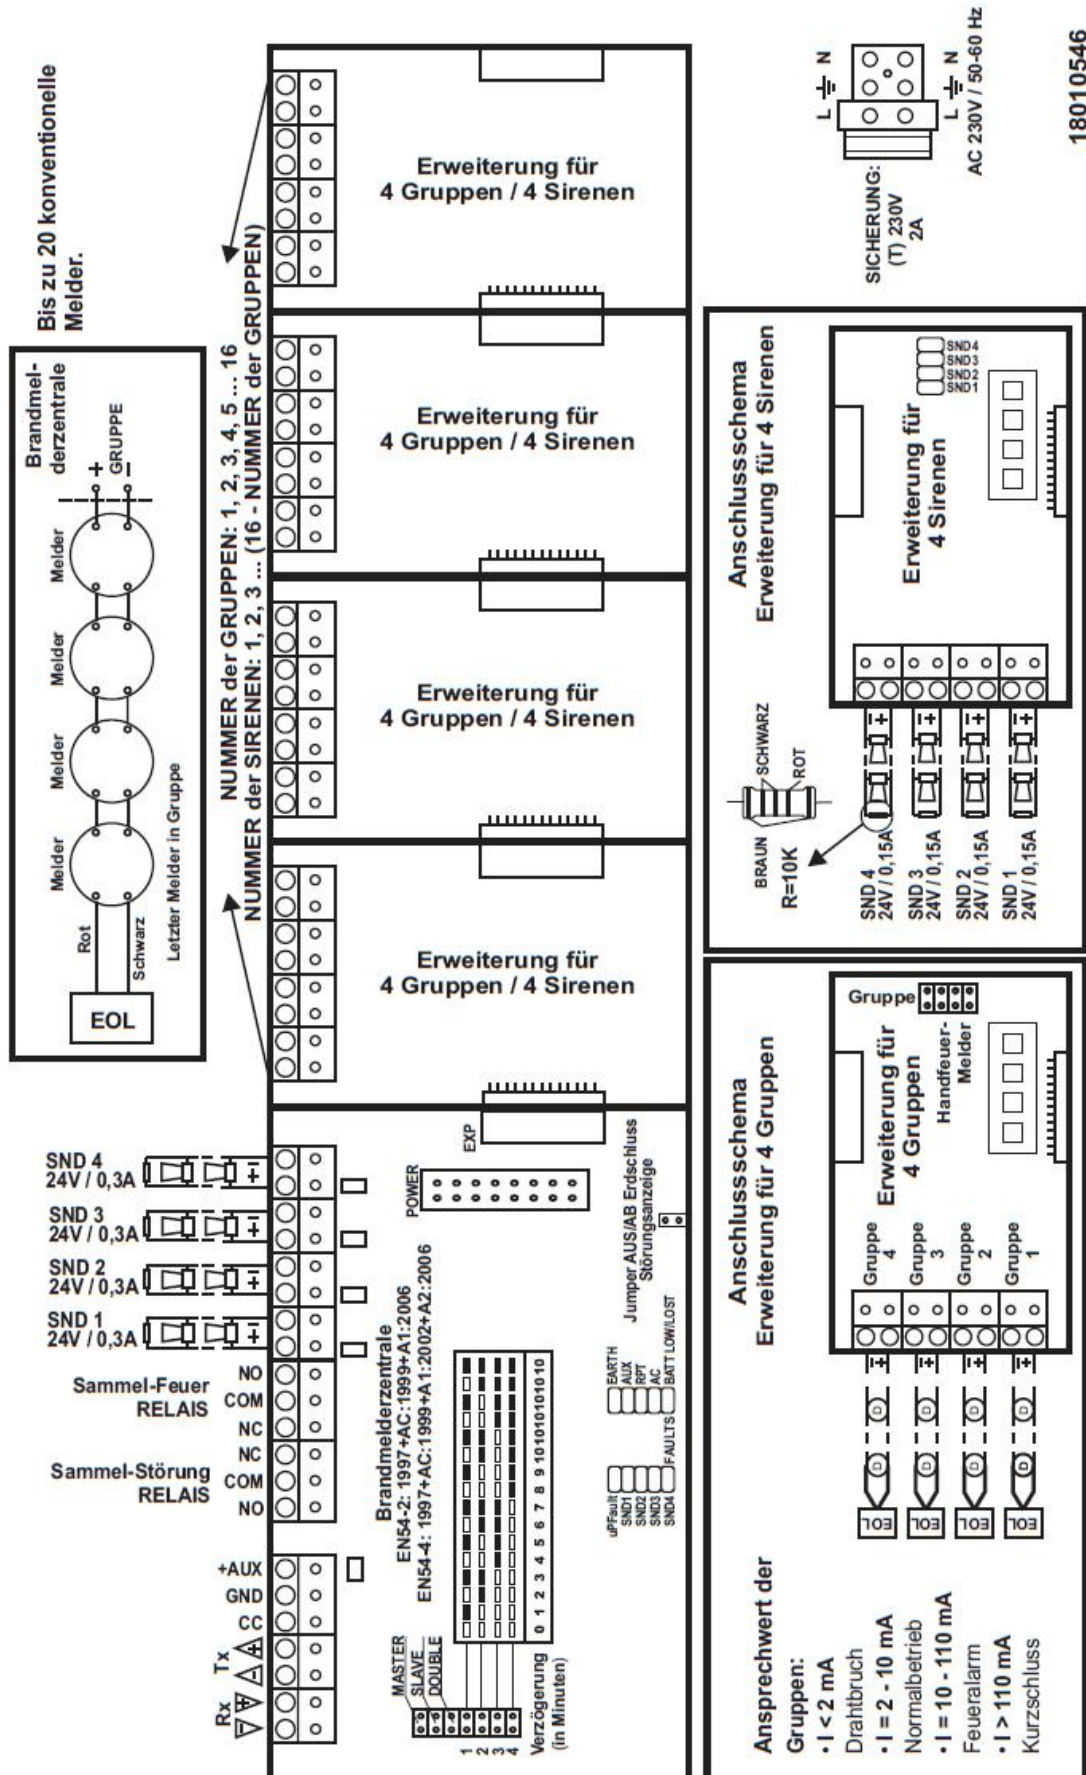 Bis zu 20 konventionelle
Melder.
Brandmel-
derzentrale
+
GRUPPE
−
Melder
Melder
Melder
Melder
Rot
Schwarz
Letzter Melder in Gruppe
EOL
NUMMER der GRUPPEN: 1, 2, 3, 4, 5 ... 16
NUMMER der SIRENEN: 1, 2, 3 ... (16 - NUMMER der GRUPPEN)
SND 4
24V / 0,3A
SND 3
24V / 0,3A
SND 2
24V / 0,3A
SND 1
24V / 0,3A
Sammel-Feuer
RELAIS
NO
COM
NC
Sammel-Störung
RELAIS
NC
COM
NO
+AUX
GND
CC
Tx
Rx
Erweiterung für
4 Gruppen / 4 Sirenen
Erweiterung für
4 Gruppen / 4 Sirenen
Erweiterung für
4 Gruppen / 4 Sirenen
Erweiterung für
4 Gruppen / 4 Sirenen
EXP
POWER
Brandmelderzentrale
EN54-2: 1997+AC:1999+A1:2006
EN54-4: 1997+AC:1999+A1:2002+A2:2006
MASTER
SLAVE
DOUBLE
1
2
3
4
0 1 2 3 4 5 6 7 8 9 10 10 10 10 10 10
Verzögerung
(in Minuten)
Jumper AUS/AB Erdschluss
Störungsanzeige
uPFault
SND1
SND2
SND3
SND4
FAULTS
EARTH
AUX
RPT
AC
BATT LOW/LOST
L N
SICHERUNG:
(T) 230V
2A
L N
AC 230V / 50-60 Hz
18010546
Anschlussschema
Erweiterung für 4 Sirenen
BRAUN
SCHWARZ
ROT
R=10K
SND 4
24V / 0,15A
SND 3
24V / 0,15A
SND 2
24V / 0,15A
SND 1
24V / 0,15A
Erweiterung für
4 Sirenen
SND4
SND3
SND2
SND1
Anschlussschema
Erweiterung für 4 Gruppen
Ansprechwert der
Gruppen:
• I < 2 mA
Drahtbruch
• I = 2 - 10 mA
Normalbetrieb
• I = 10 - 110 mA
Feueralarm
• I > 110 mA
Kurzschluss
EOL
D
D
EOL
D
D
EOL
D
D
EOL
D
D
Gruppe
4
Gruppe
3
Gruppe
2
Gruppe
1
Erweiterung für
4 Gruppen
Gruppe
Handfeuer-
Melder